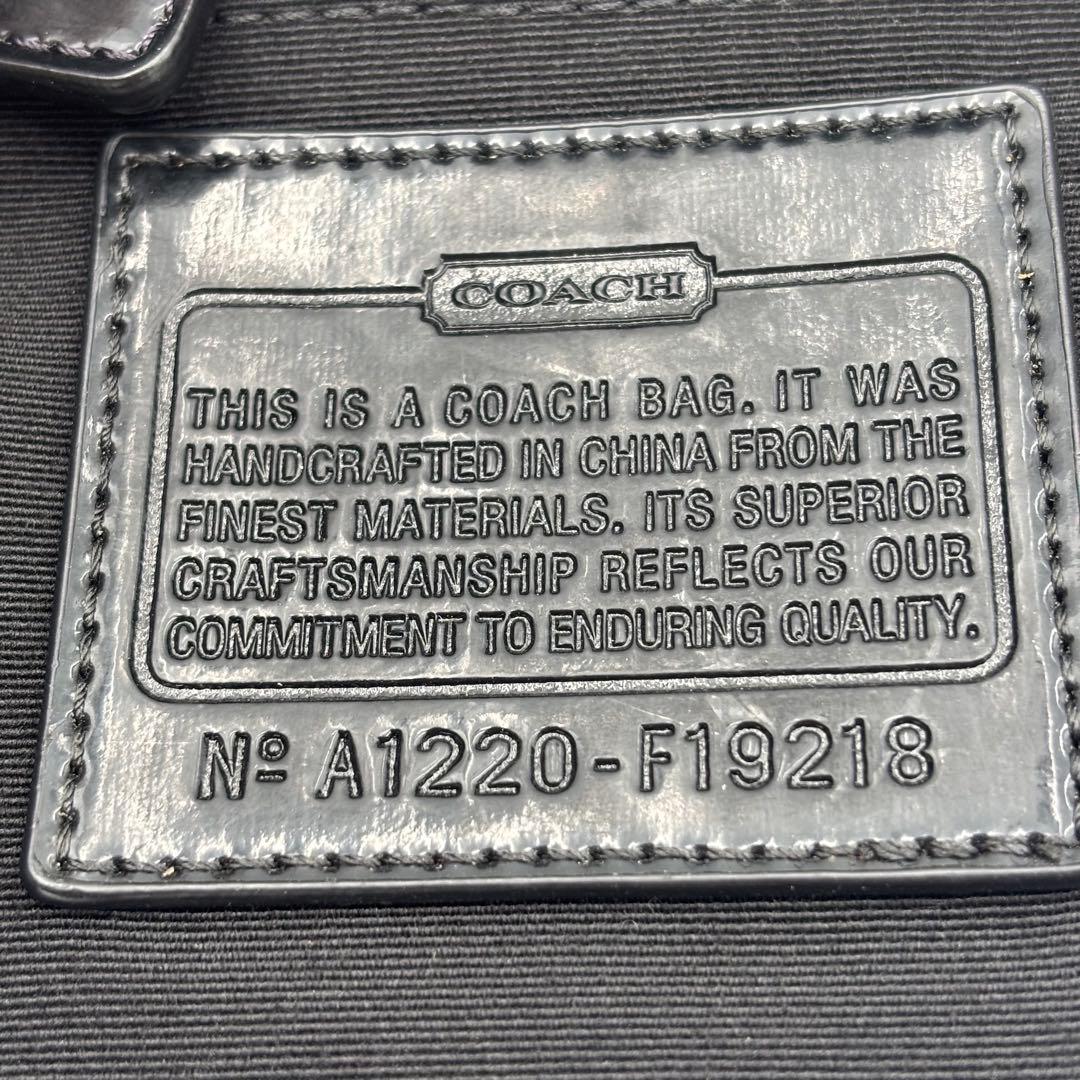 COACH
THIS IS A COACH BAG. IT WAS
HANDCRAFTED IN CHINA FROM THE
FINEST MATERIALS. ITS SUPERIOR
CRAFTSMANSHIP REFLECTS OUR
COMMITMENT TO ENDURING QUALITY.
Nº A1220-F19218